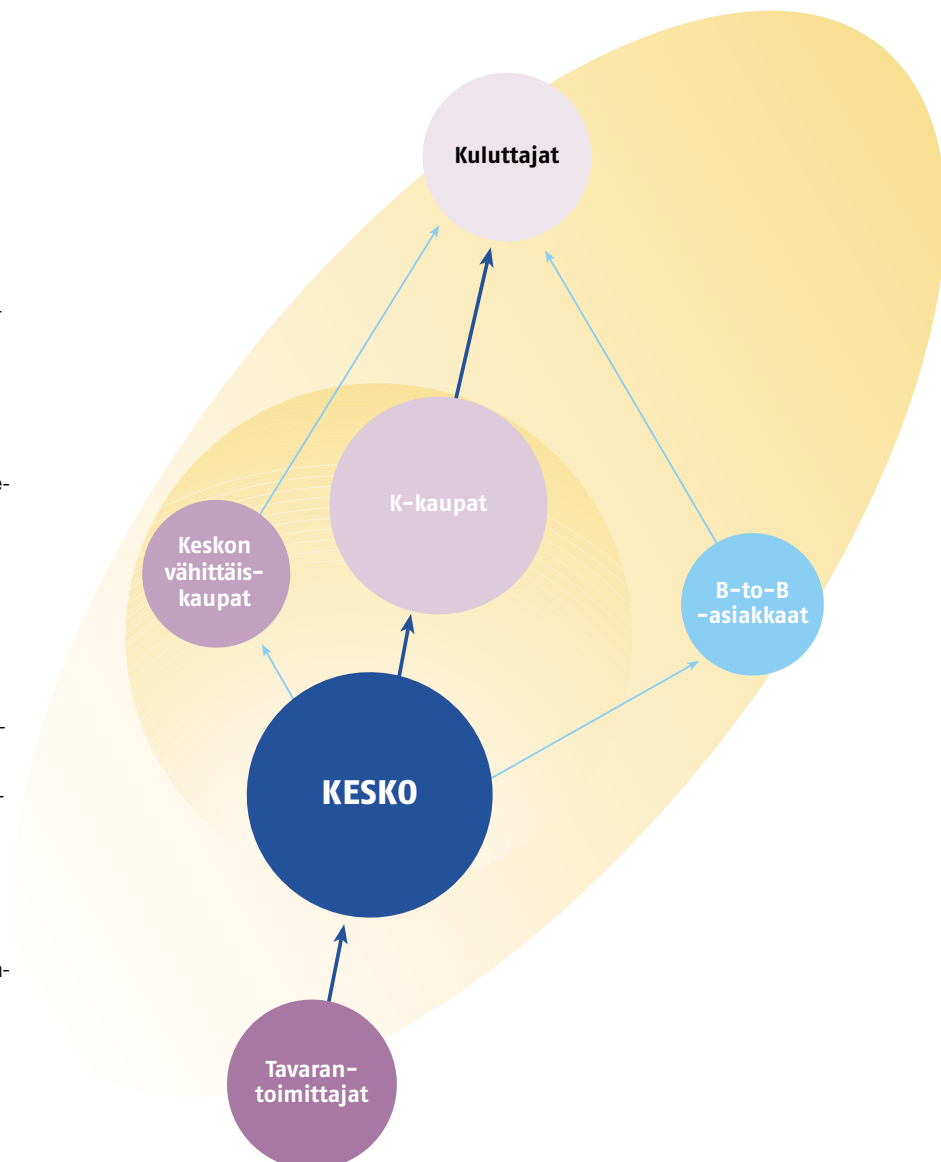 Kuluttajat
K-kaupat
Keskon
vähittäis-
kaupat
B-to-B
-asiakkaat
KESKO
Tavaran-
toimittajat